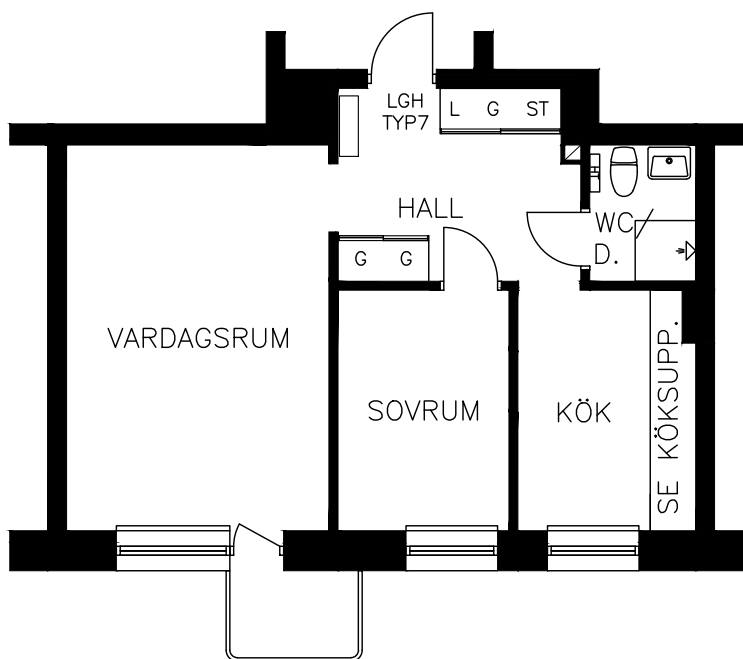 LGH
TYP7
L G ST
HALL
WC/
D.
G G
VARDAGSRUM
SOVRUM
KÖK
SE KÖKSUPP.